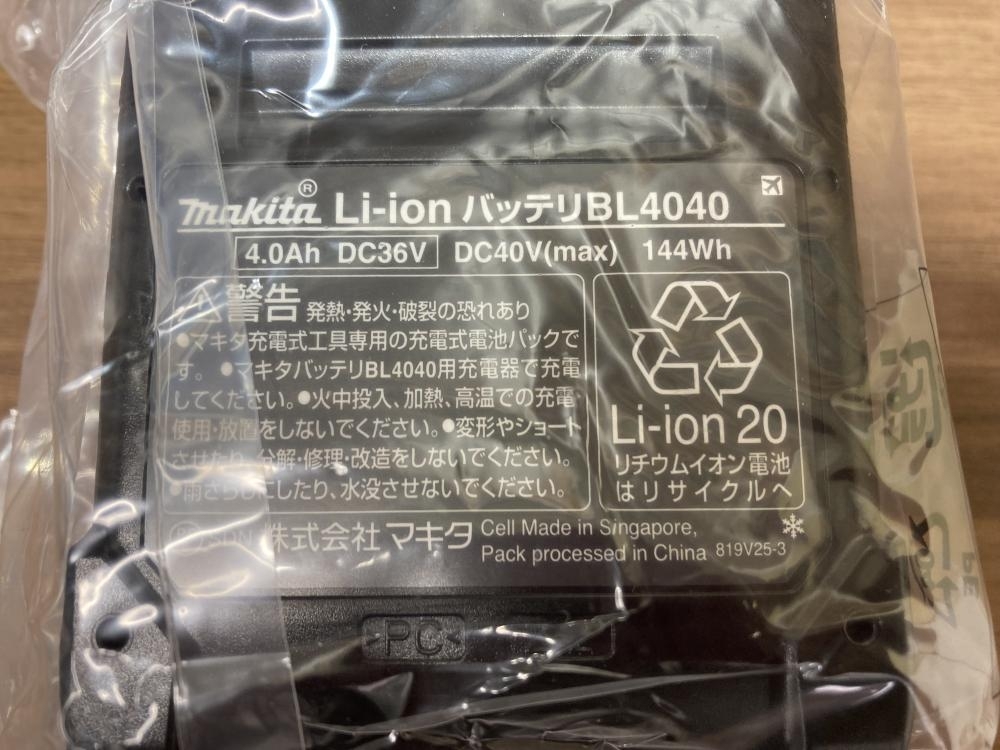 makita® Li-ion バッテリBL4040
4.0Ah DC36V DC40V(max) 144Wh
警告 発熱・発火・破裂の恐れあり
●マキタ充電式工具専用の充電式電池パックで
す。●マキタバッテリBL4040用充電器で充電
してください。●火中投入、加熱、高温での充電・
使用・放置をしないでください。●変形やショート
させたり、分解・修理・改造をしないでください。
●雨ざらしにしたり、水没させないでください。
Li-ion 20
リチウムイオン電池
はリサイクルへ
SDN 株式会社 マキタ
Cell Made in Singapore,
Pack processed in China 819V25-3
>PC<